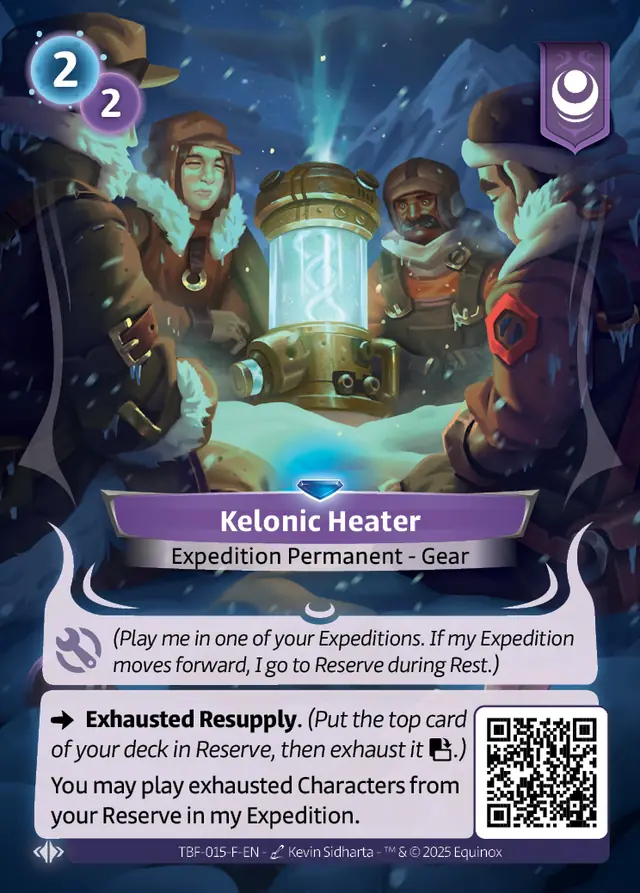 2
2
Kelonic Heater
Expedition Permanent - Gear
(Play me in one of your Expeditions. If my Expedition
moves forward, I go to Reserve during Rest.)
Exhausted Resupply. (Put the top card
of your deck in Reserve, then exhaust it .)
You may play exhausted Characters from
your Reserve in my Expedition.
TBF-015-F-EN - Kevin Sidharta - ™ & © 2025 Equinox